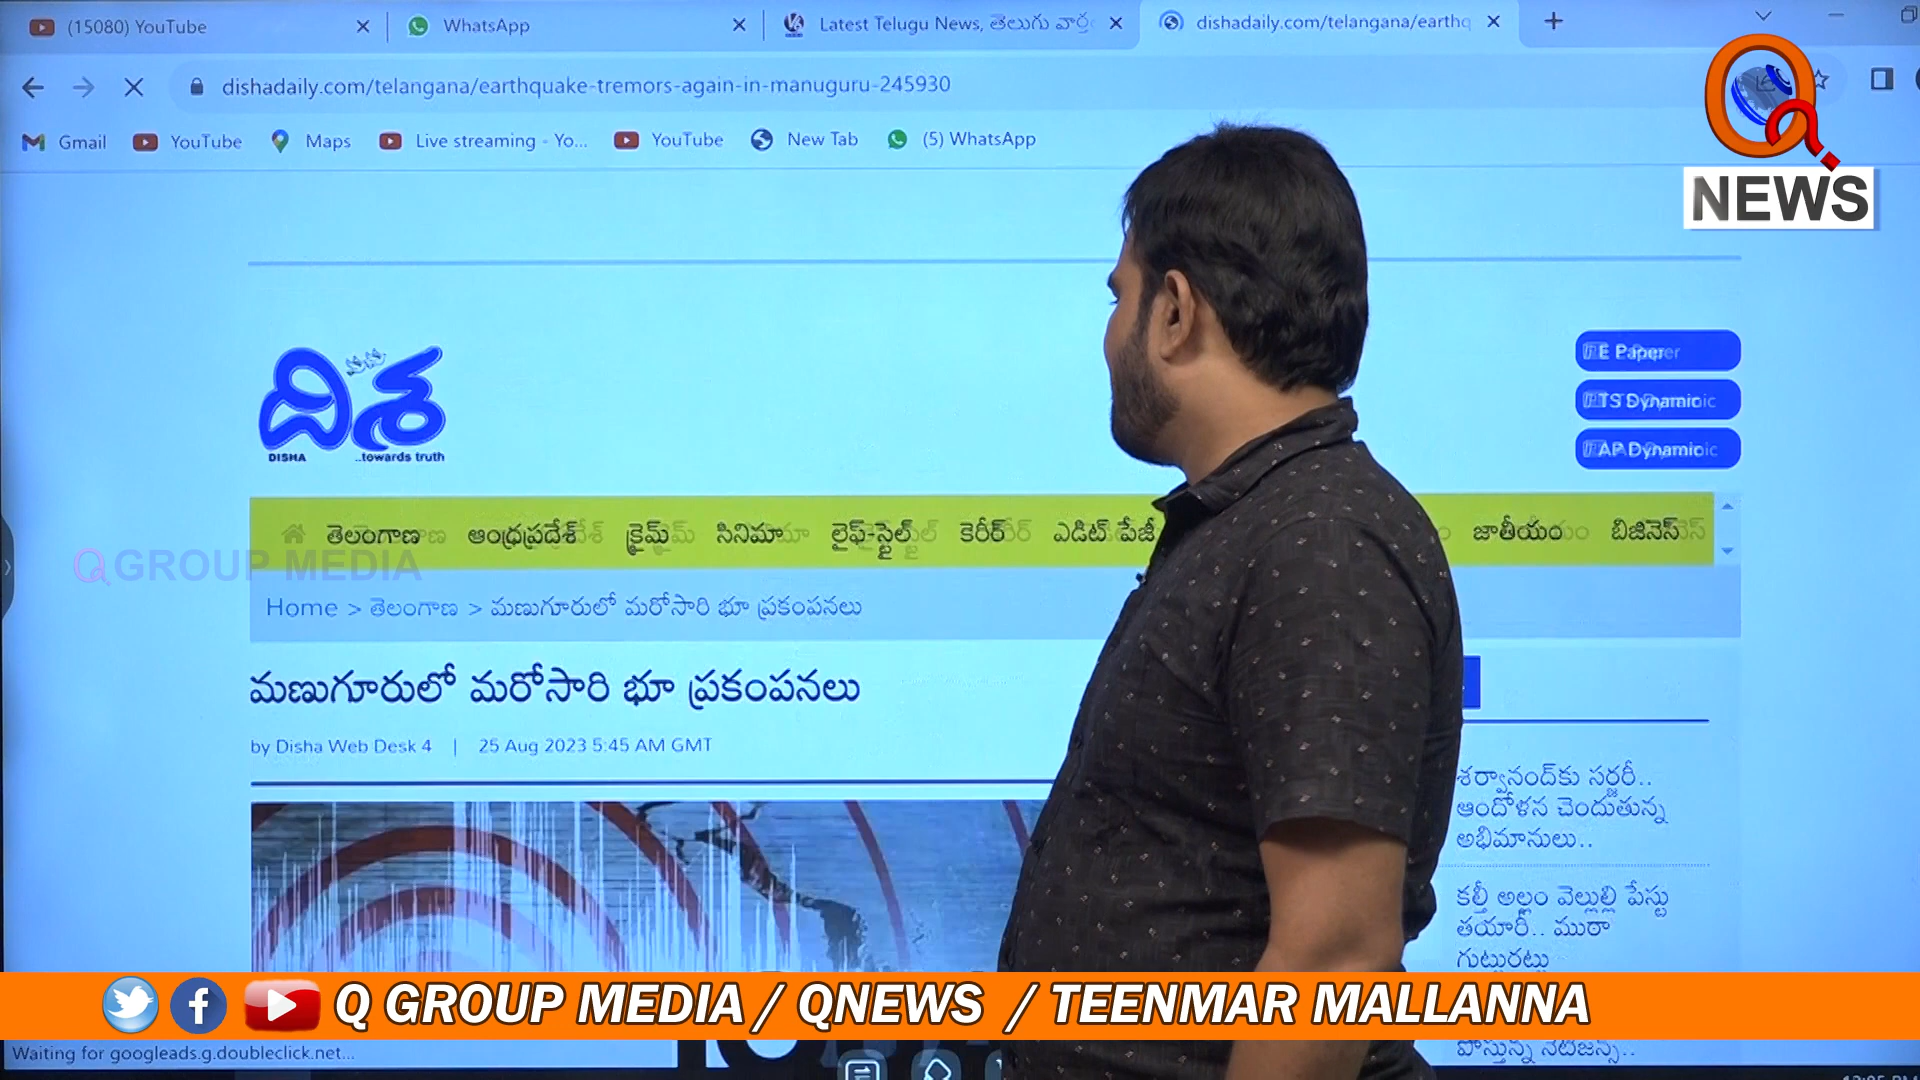 (15080) YouTube
WhatsApp
Latest Telugu News, తెలుగు వార్త
dishadaily.com/telangana/earthq
dishadaily.com/telangana/earthquake-tremors-again-in-manuguru-245930
Gmail
YouTube
Maps
Live streaming - Yo...
YouTube
New Tab
(5) WhatsApp
Q
NEWS
దిశ
DISHA
..towards truth
E Paper
TS Dynamic
AP Dynamic
తెలంగాణ ఆంధ్రప్రదేశ్ క్రైమ్ సినిమా లైఫ్-స్టైల్ కెరీర్ ఎడిట్ పేజీ జాతీయం బిజినెస్
Q GROUP MEDIA
Home > తెలంగాణ > మణుగూరులో మరోసారి భూ ప్రకంపనలు
మణుగూరులో మరోసారి భూ ప్రకంపనలు
by Disha Web Desk 4 | 25 Aug 2023 5:45 AM GMT
శర్వానంద్‌కు సర్జరీ..
ఆందోళన చెందుతున్న
అభిమానులు..
కల్తీ అల్లం వెల్లుల్లి పేస్టు
తయారీ.. ముఠా
గుట్టురట్టు
Q GROUP MEDIA / QNEWS / TEENMAR MALLANNA
Waiting for googleads.g.doubleclick.net...
పోస్తున్న నెటిజన్స్..